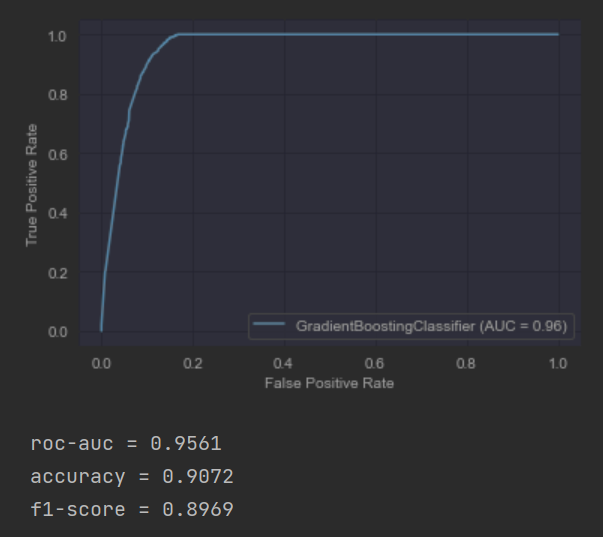 1.0
0.8
0.6
0.4
0.2
0.0
True Positive Rate
GradientBoostingClassifier (AUC = 0.96)
0.0 0.2 0.4 0.6 0.8 1.0
False Positive Rate
roc-auc = 0.9561
accuracy = 0.9072
f1-score = 0.8969